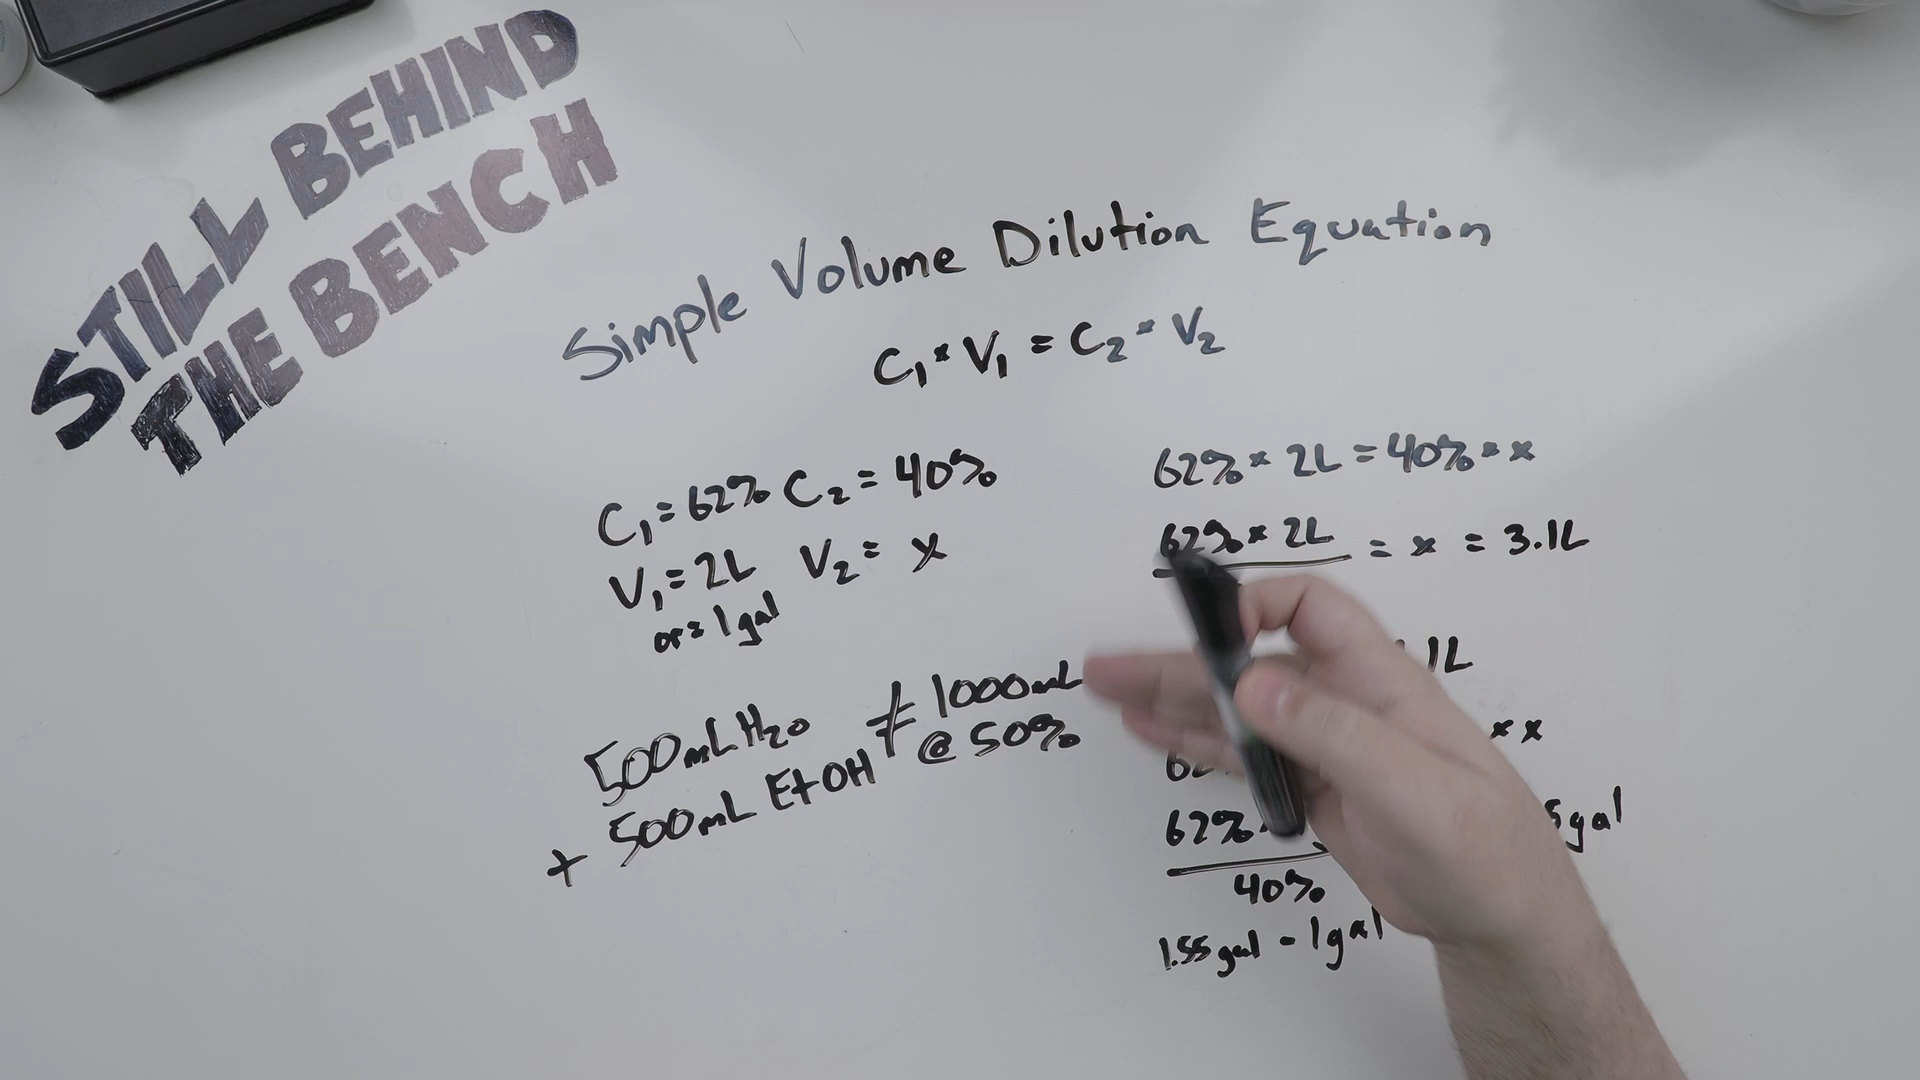 STILL BEHIND
THE BENCH
Simple Volume Dilution Equation
C₁ * V₁ = C₂ * V₂
C₁ = 62% C₂ = 40%
V₁ = 2L V₂ = x
or = 1gal
500mL H₂O ≠ 1000mL
+ 500mL EtOH @ 50%
62% * 2L = 40% * x
62% * 2L = x = 3.1L
1L
* x
62%
gal
40%
1.55gal - 1gal